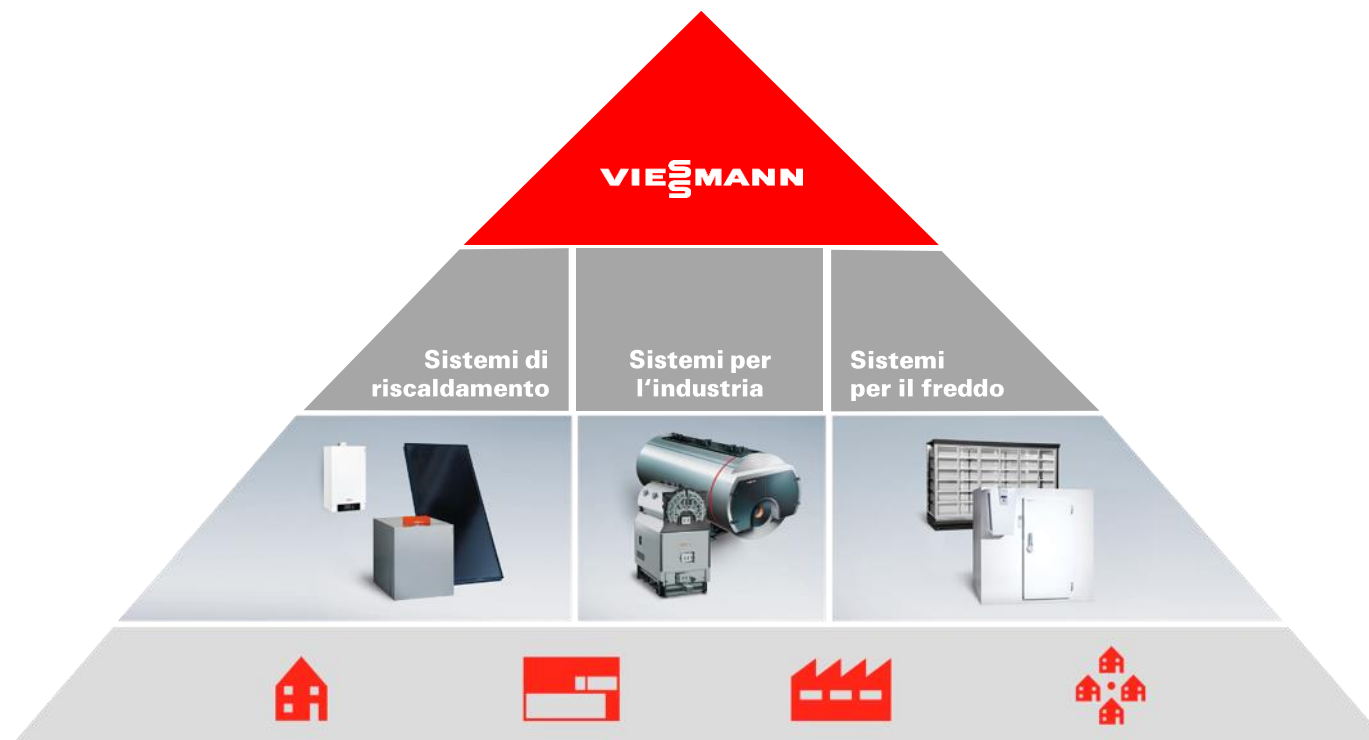 VIESSMANN
Sistemi di
riscaldamento
Sistemi per
l‘industria
Sistemi
per il freddo